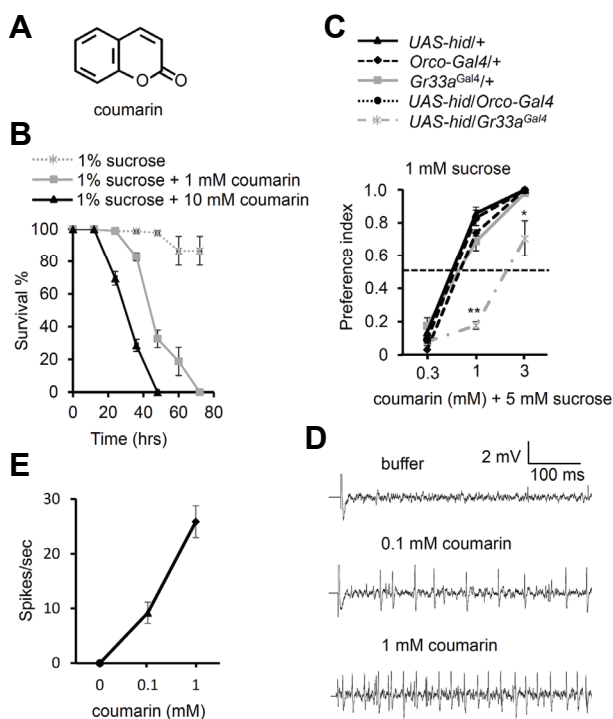 A
O
O
coumarin
B
1% sucrose
1% sucrose + 1 mM coumarin
1% sucrose + 10 mM coumarin
Survival %
100
80
60
40
20
0
0 20 40 60 80
Time (hrs)
C
UAS-hid/+
Orco-Gal4/+
Gr33aGal4/+
UAS-hid/Orco-Gal4
UAS-hid/Gr33aGal4
1 mM sucrose
Preference index
1.0
0.8
0.6
0.4
0.2
0
*
**
0.3 1 3
coumarin (mM) + 5 mM sucrose
D
buffer
2 mV
100 ms
0.1 mM coumarin
1 mM coumarin
E
Spikes/sec
30
20
10
0
0 0.1 1
coumarin (mM)